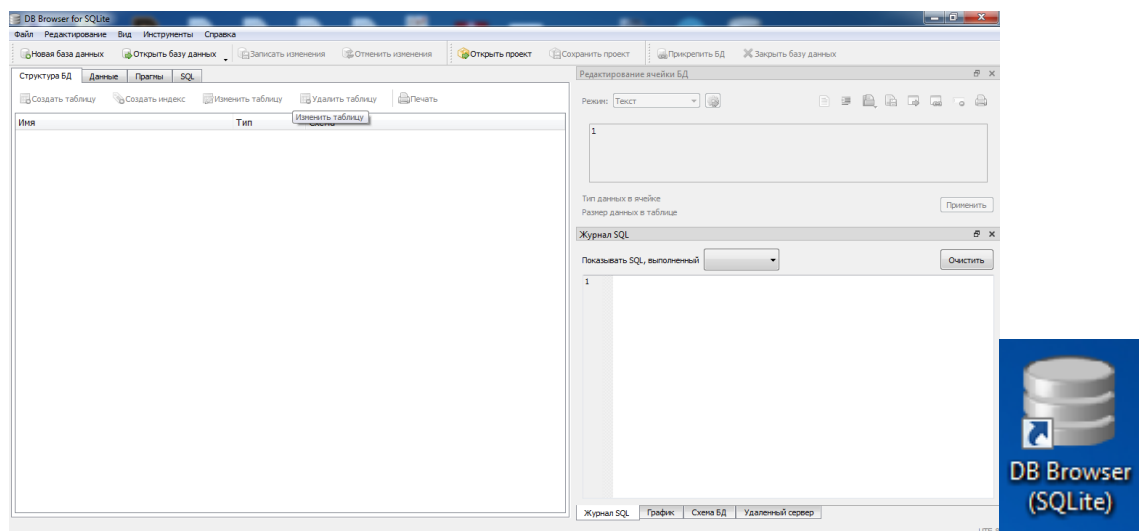 DB Browser for SQLite
Файл Редактирование Вид Инструменты Справка
Новая база данных Открыть базу данных Записать изменения Отменить изменения Открыть проект Сохранить проект Прикрепить БД Закрыть базу данных
Структура БД Данные Прагмы SQL
Создать таблицу Создать индекс Изменить таблицу Удалить таблицу Печать
Имя Тип Схема
Изменить таблицу
Редактирование ячейки БД
Режим: Текст
1
Тип данных в ячейке
Размер данных в таблице
Применить
Журнал SQL
Показывать SQL, выполненный Очистить
1
Журнал SQL График Схема БД Удаленный сервер
DB Browser
(SQLite)